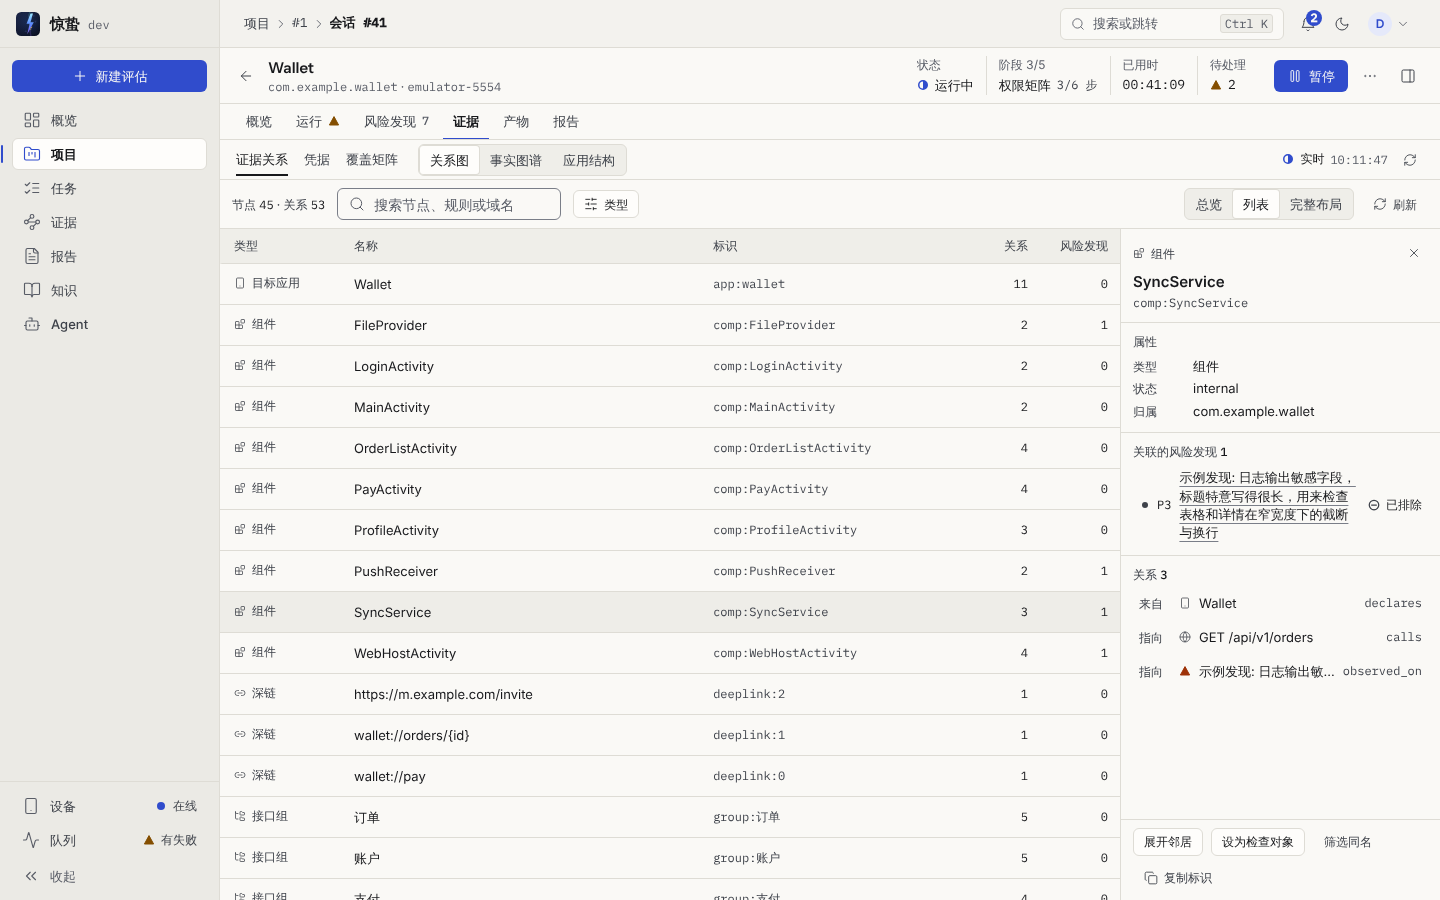 惊蛰 dev
项目 > #1 > 会话 #41
搜索或跳转 Ctrl K
2
D
新建评估
概览
项目
任务
证据
报告
知识
Agent
设备 在线
队列 有失败
收起
Wallet
com.example.wallet · emulator-5554
状态
运行中
阶段 3/5
权限矩阵 3/6 步
已用时
00:41:09
待处理
2
暂停
概览 运行 风险发现 7 证据 产物 报告
证据关系 凭据 覆盖矩阵 关系图 事实图谱 应用结构
实时 10:11:47
节点 45 · 关系 53
搜索节点、规则或域名
类型
总览 列表 完整布局
刷新
类型 名称 标识 关系 风险发现
目标应用 Wallet app:wallet 11 0
组件 FileProvider comp:FileProvider 2 1
组件 LoginActivity comp:LoginActivity 2 0
组件 MainActivity comp:MainActivity 2 0
组件 OrderListActivity comp:OrderListActivity 4 0
组件 PayActivity comp:PayActivity 4 0
组件 ProfileActivity comp:ProfileActivity 3 0
组件 PushReceiver comp:PushReceiver 2 1
组件 SyncService comp:SyncService 3 1
组件 WebHostActivity comp:WebHostActivity 4 1
深链 https://m.example.com/invite deeplink:2 1 0
深链 wallet://orders/{id} deeplink:1 1 0
深链 wallet://pay deeplink:0 1 0
接口组 订单 group:订单 5 0
接口组 账户 group:账户 5 0
接口组 支付 group:支付 4 0
组件
SyncService
comp:SyncService
属性
类型 组件
状态 internal
归属 com.example.wallet
关联的风险发现 1
P3
示例发现: 日志输出敏感字段，
标题特意写得很长，用来检查
表格和详情在窄宽度下的截断
与换行
已排除
关系 3
来自 Wallet declares
指向 GET /api/v1/orders calls
指向 示例发现: 日志输出敏... observed_on
展开邻居 设为检查对象 筛选同名
复制标识